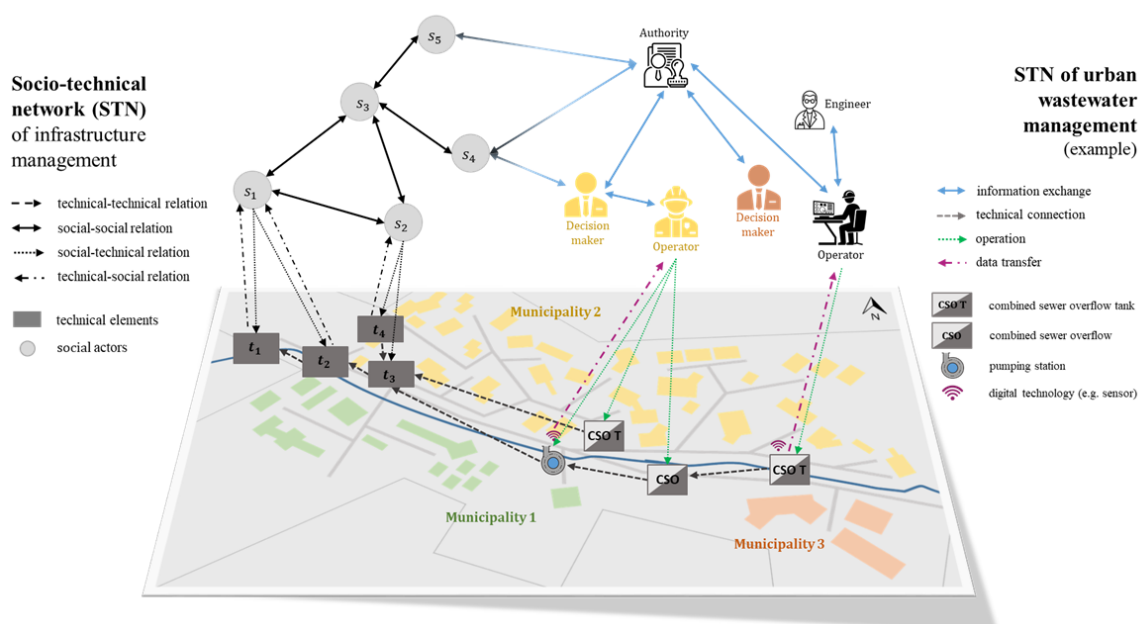 Socio-technical
network (STN)
of infrastructure
management
technical-technical relation
social-social relation
social-technical relation
technical-social relation
technical elements
social actors
s5
s3
s4
s1
s2
t1
t2
t3
t4
Authority
Engineer
Decision
maker
Operator
Decision
maker
Operator
Municipality 2
CSO T
CSO
CSO T
Municipality 1
Municipality 3
N
STN of urban
wastewater
management
(example)
information exchange
technical connection
operation
data transfer
CSO T
combined sewer overflow tank
CSO
combined sewer overflow
pumping station
digital technology (e.g. sensor)